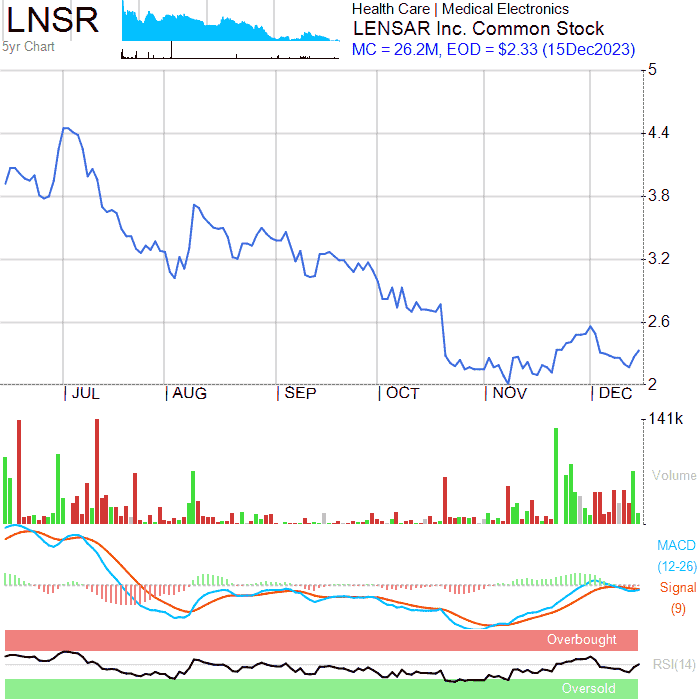 LNSR
5yr Chart
Health Care | Medical Electronics
LENSAR Inc. Common Stock
MC = 26.2M, EOD = $2.33 (15Dec2023)
5
4.4
3.8
3.2
2.6
2
JUL AUG SEP OCT NOV DEC
141k
Volume
MACD
(12-26)
Signal
(9)
Overbought
RSI(14)
Oversold